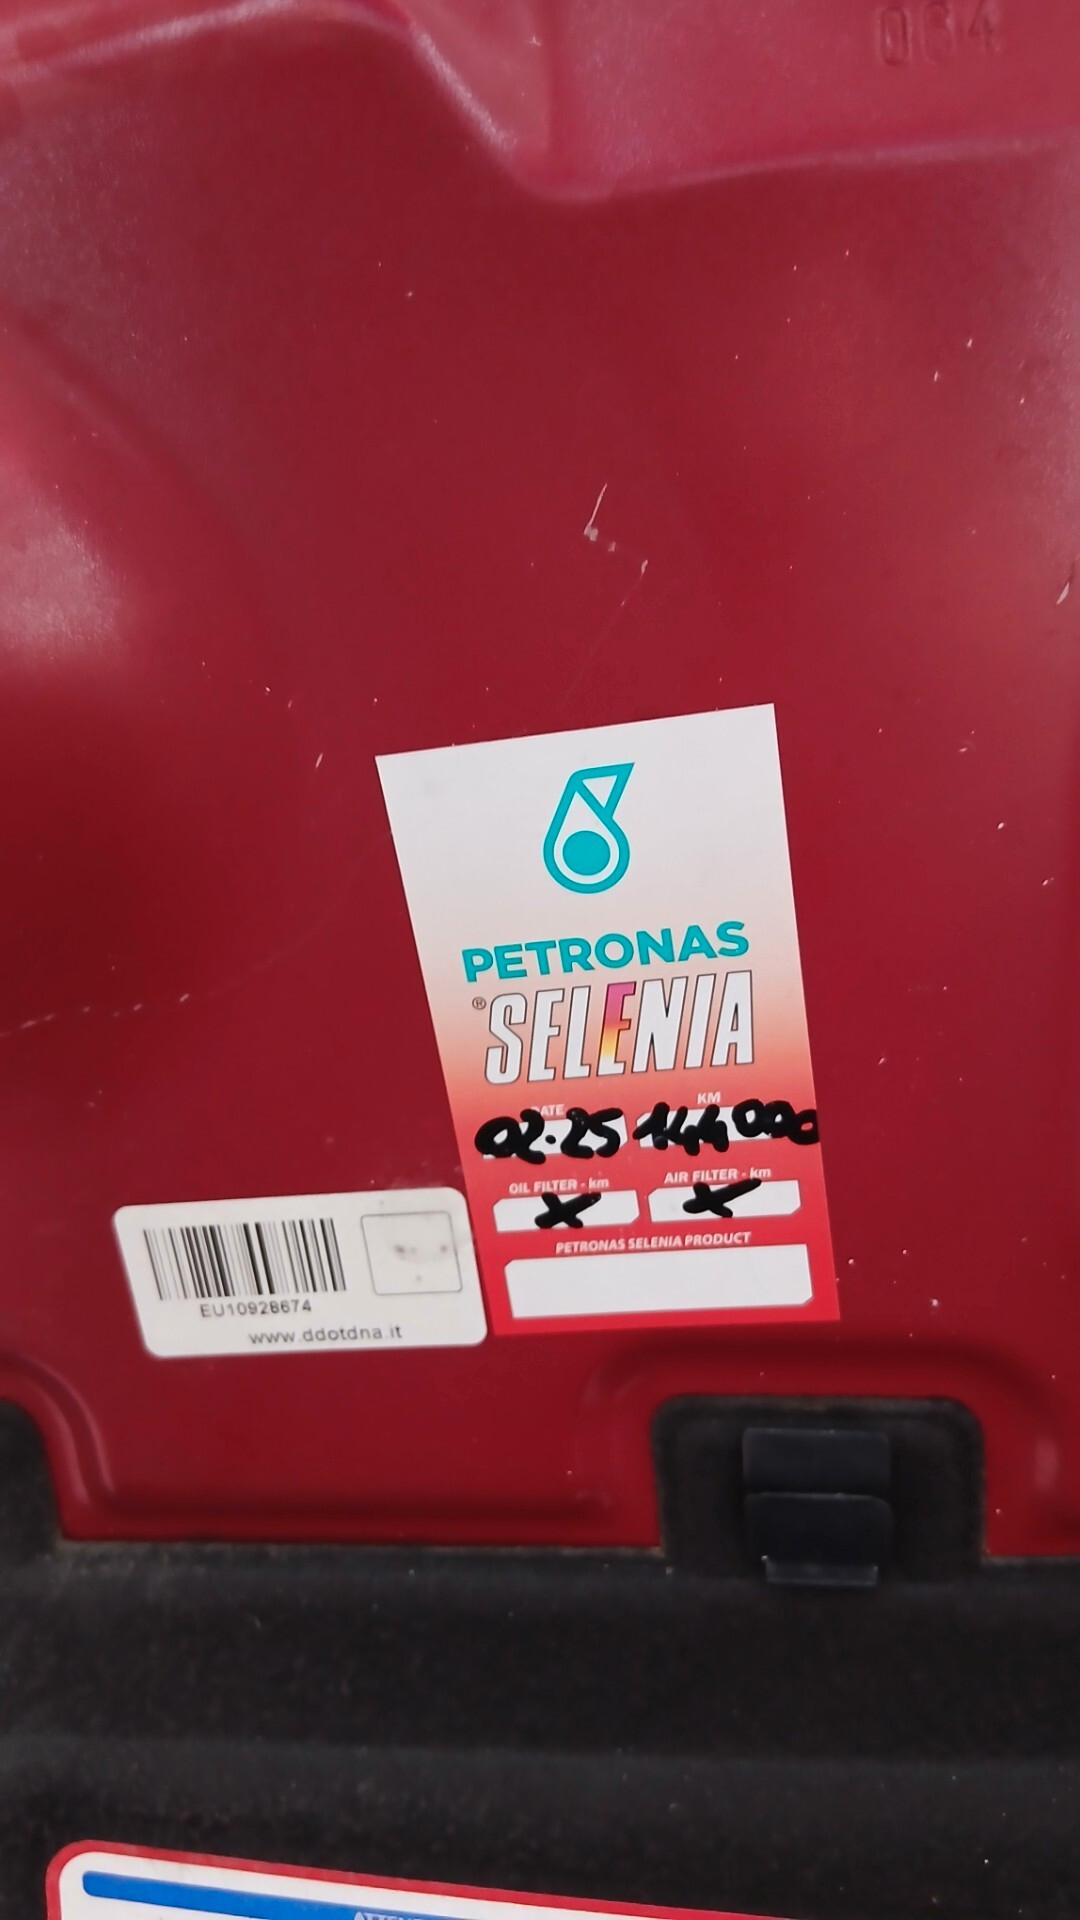 064
PETRONAS
® SELENIA
DATE KM
02.25 144000
OIL FILTER - km AIR FILTER - km
X X
PETRONAS SELENIA PRODUCT
EU10928674
www.ddotdna.it